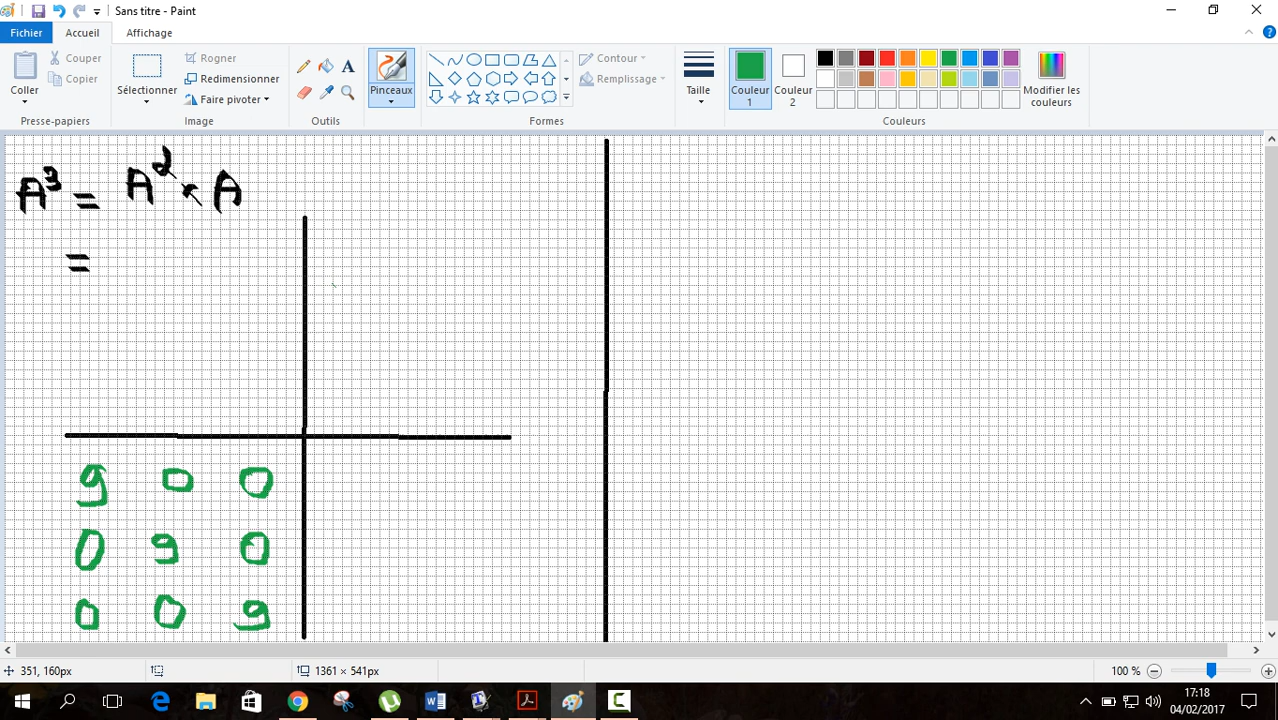 Sans titre - Paint
Fichier Accueil Affichage
Coller Couper Copier Presse-papiers
Sélectionner Rogner Redimensionner Faire pivoter Image
A Outils
Pinceaux
Contour Remplissage Formes
Taille
Couleur 1 Couleur 2 Modifier les couleurs Couleurs
A³ = A² × A
=
9 0 0
0 9 0
0 0 9
351, 160px 1361 × 541px 100 %
17:18
04/02/2017